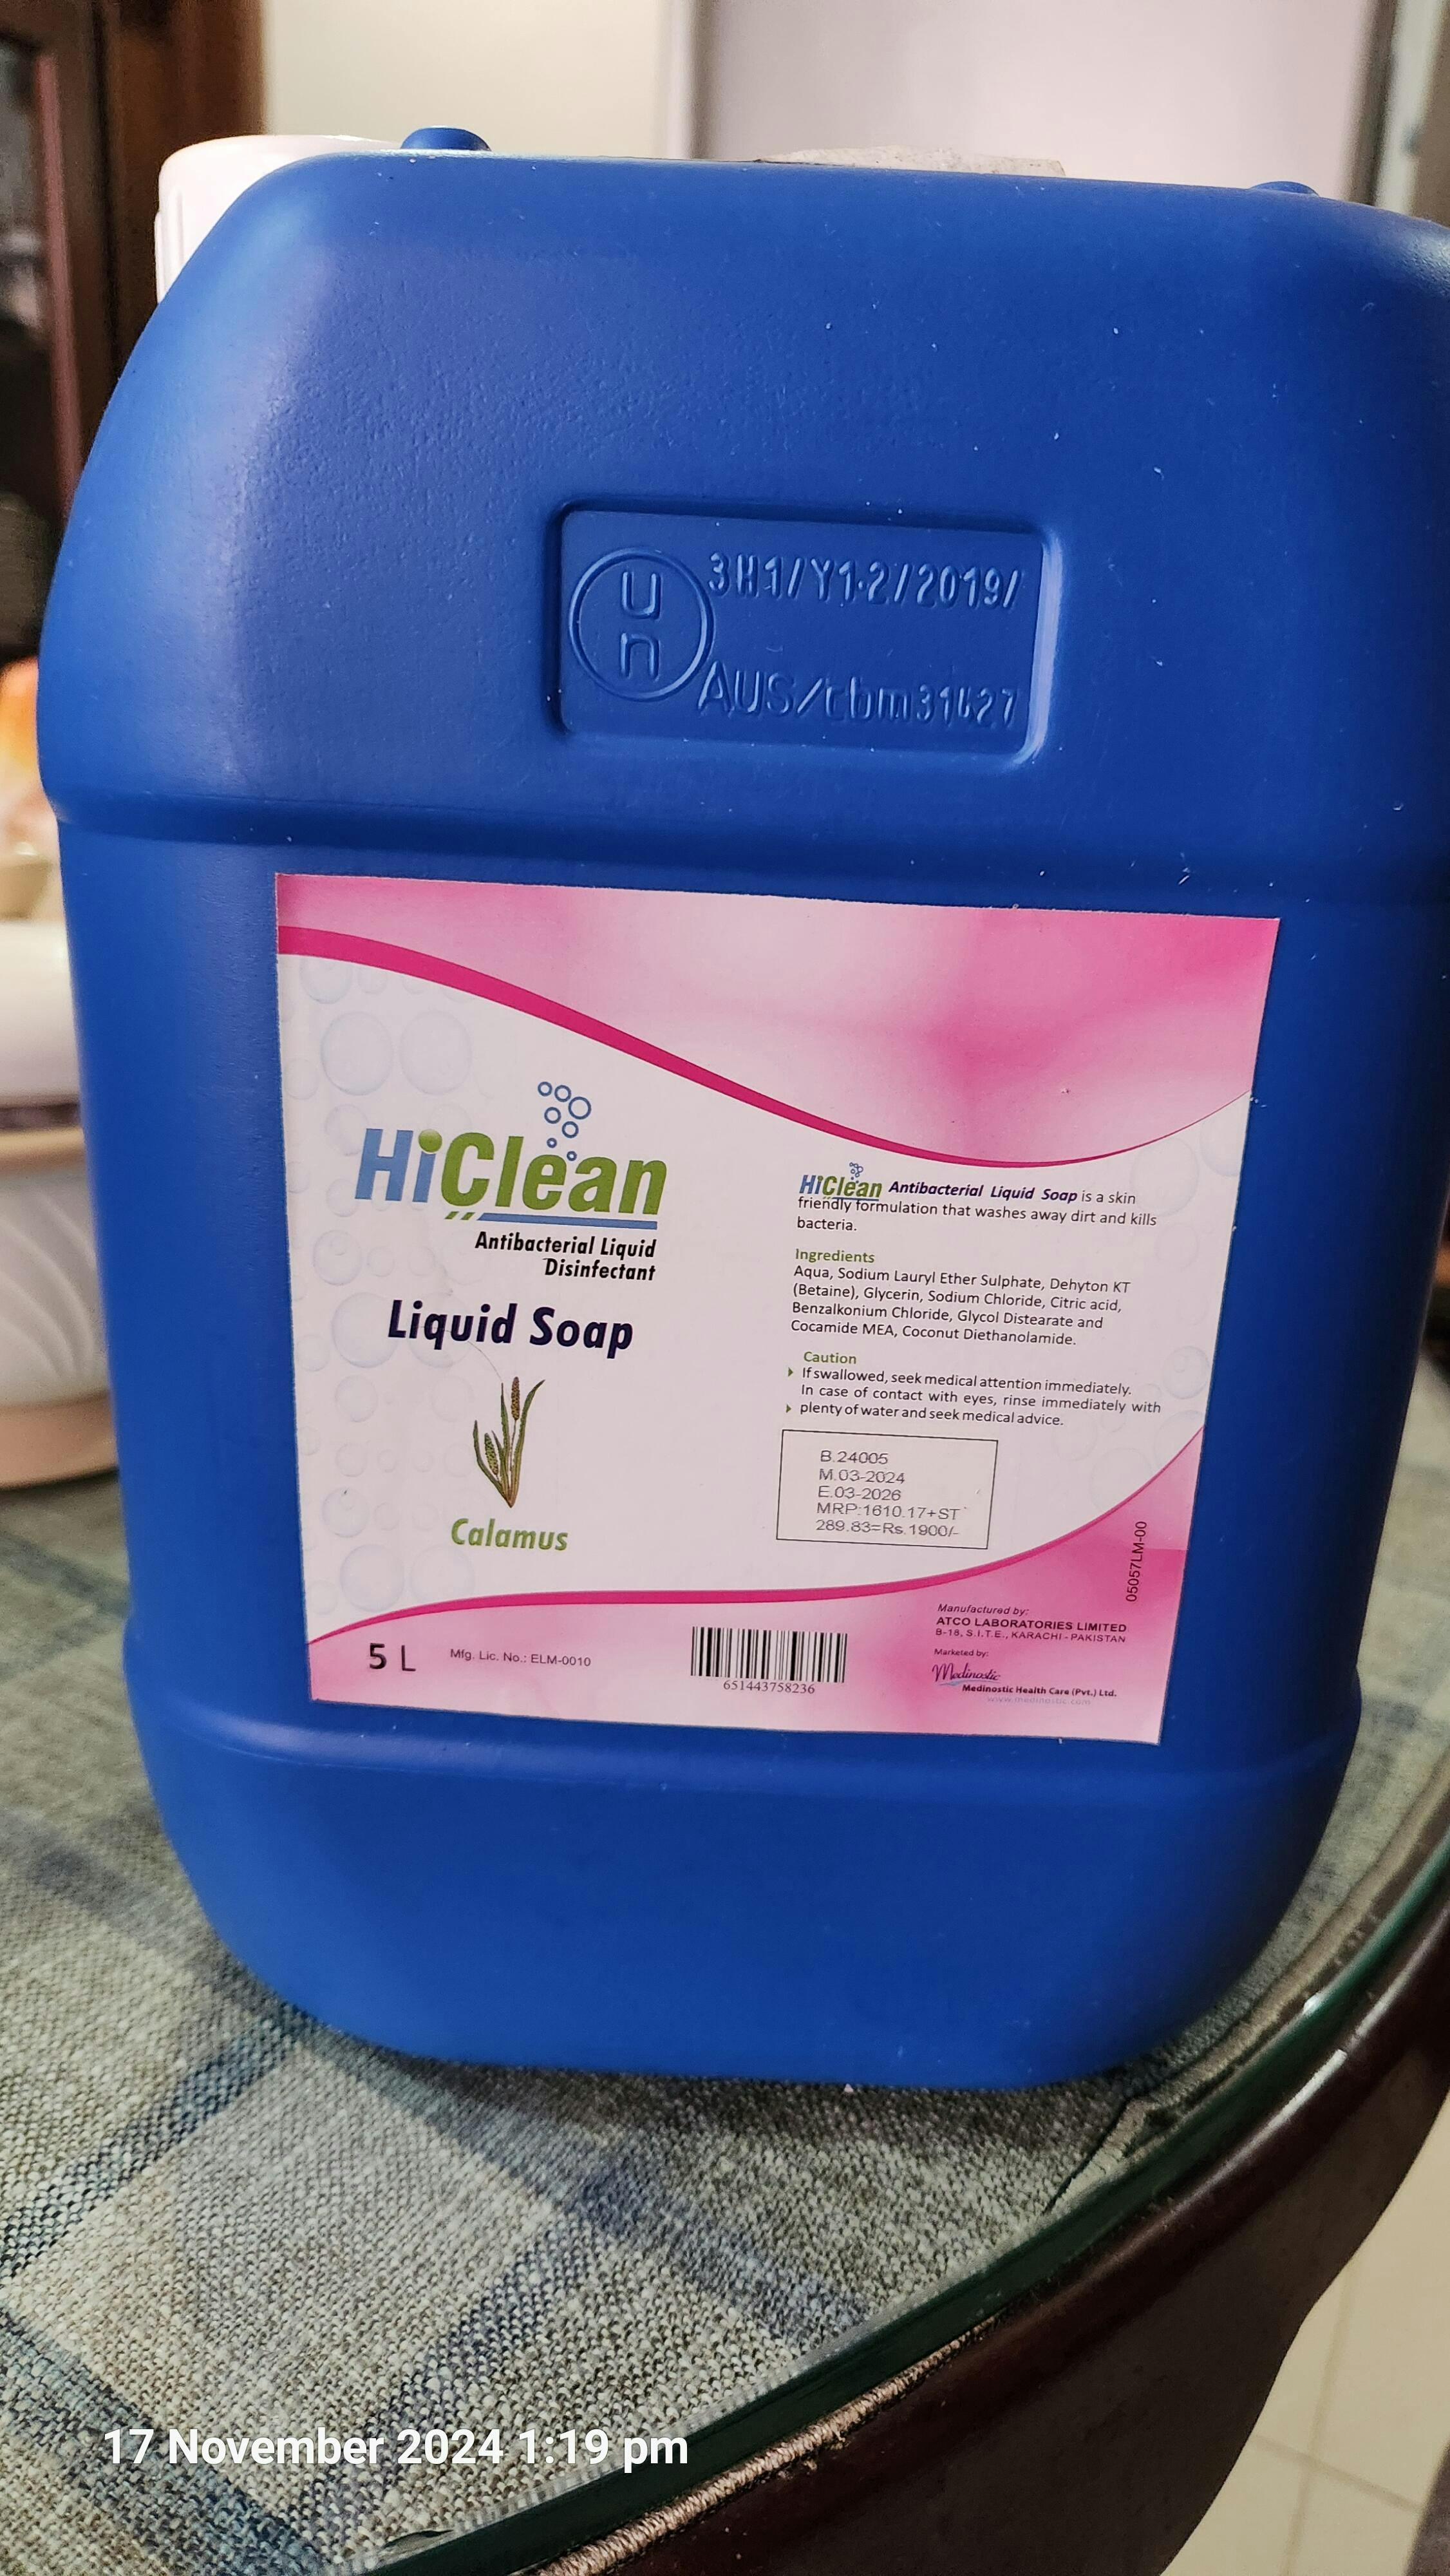 un
3H1/Y1·2/2019/
AUS/cbm31627
HiClean
Antibacterial Liquid
Disinfectant
Liquid Soap
Calamus
HiClean Antibacterial Liquid Soap is a skin
friendly formulation that washes away dirt and kills
bacteria.
Ingredients
Aqua, Sodium Lauryl Ether Sulphate, Dehyton KT
(Betaine), Glycerin, Sodium Chloride, Citric acid,
Benzalkonium Chloride, Glycol Distearate and
Cocamide MEA, Coconut Diethanolamide.
Caution
If swallowed, seek medical attention immediately.
In case of contact with eyes, rinse immediately with
plenty of water and seek medical advice.
B.24005
M.03-2024
E.03-2026
MRP:1610.17+ST
289.83=Rs.1900/-
05057LM-00
5 L
Mfg. Lic. No.: ELM-0010
651443758236
Manufactured by:
ATCO LABORATORIES LIMITED
B-18, S.I.T.E., KARACHI - PAKISTAN
Marketed by:
Medinostic
Medinostic Health Care (Pvt.) Ltd.
www.medinostic.com
17 November 2024 1:19 pm